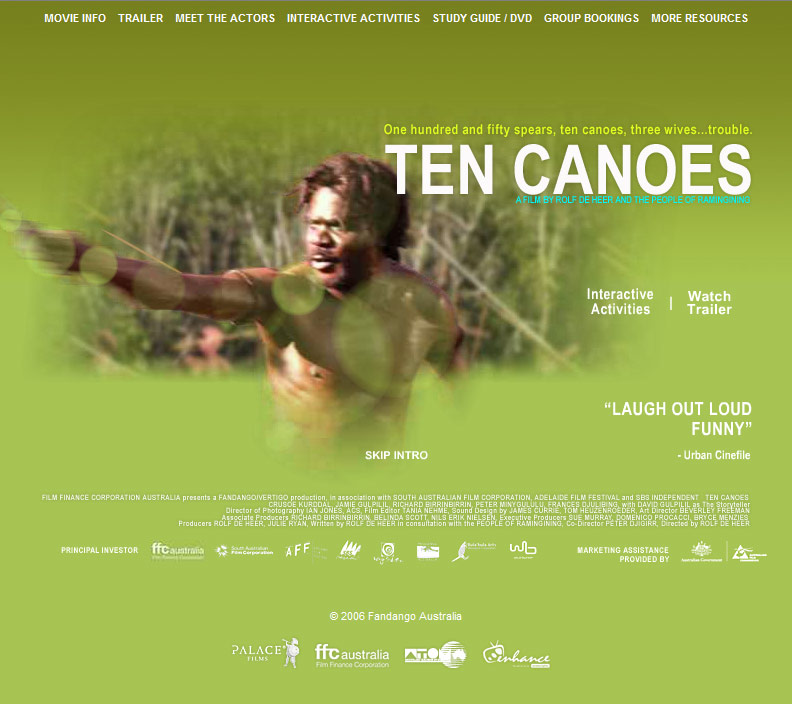 MOVIE INFO TRAILER MEET THE ACTORS INTERACTIVE ACTIVITIES STUDY GUIDE / DVD GROUP BOOKINGS MORE RESOURCES
One hundred and fifty spears, ten canoes, three wives...trouble.
TEN CANOES
A FILM BY ROLF DE HEER AND THE PEOPLE OF RAMINGINING
Interactive Activities | Watch Trailer
“LAUGH OUT LOUD
FUNNY”
- Urban Cinefile
SKIP INTRO
FILM FINANCE CORPORATION AUSTRALIA presents a FANDANGO/VERTIGO production, in association with SOUTH AUSTRALIAN FILM CORPORATION, ADELAIDE FILM FESTIVAL and SBS INDEPENDENT TEN CANOES
CRUSOE KURDDAL, JAMIE GULPILIL, RICHARD BIRRINBIRRIN, PETER MINYGULULU, FRANCES DJULIBING, with DAVID GULPILIL as The Storyteller
Director of Photography IAN JONES, ACS, Film Editor TANIA NEHME, Sound Design by JAMES CURRIE, TOM HEUZENROEDER, Art Director BEVERLEY FREEMAN
Associate Producers RICHARD BIRRINBIRRIN, BELINDA SCOTT, NILS ERIK NIELSEN, Executive Producers SUE MURRAY, DOMENICO PROCACCI, BRYCE MENZIES
Producers ROLF DE HEER, JULIE RYAN, Written by ROLF DE HEER in consultation with the PEOPLE OF RAMINGINING, Co-Director PETER DJIGIRR, Directed by ROLF DE HEER
PRINCIPAL INVESTOR ffc australia Film Finance Corporation South Australian Film Corporation AFF MARKETING ASSISTANCE PROVIDED BY Australian Government
© 2006 Fandango Australia
PALACE FILMS ffc australia Film Finance Corporation ATOM enhance